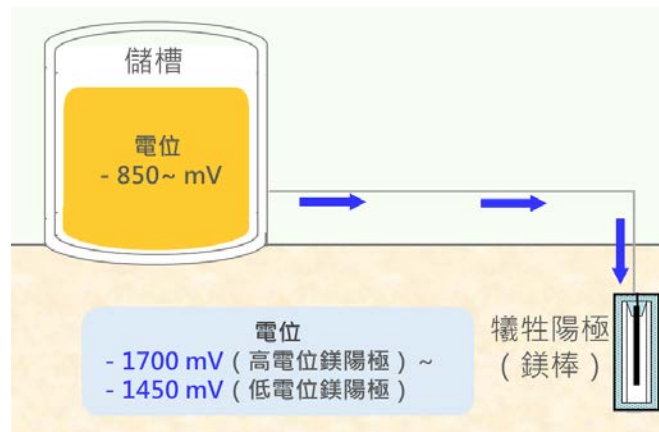 儲槽
電位
- 850~ mV
電位
- 1700 mV（高電位鎂陽極）~
- 1450 mV（低電位鎂陽極）
犧牲陽極
（鎂棒）